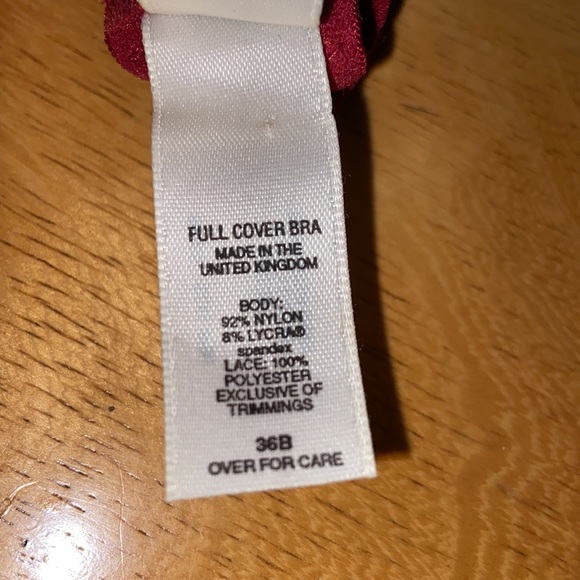 FULL COVER BRA
MADE IN THE
UNITED KINGDOM
BODY:
92% NYLON
8% LYCRA®
spandex
LACE: 100%
POLYESTER
EXCLUSIVE OF
TRIMMINGS
36B
OVER FOR CARE